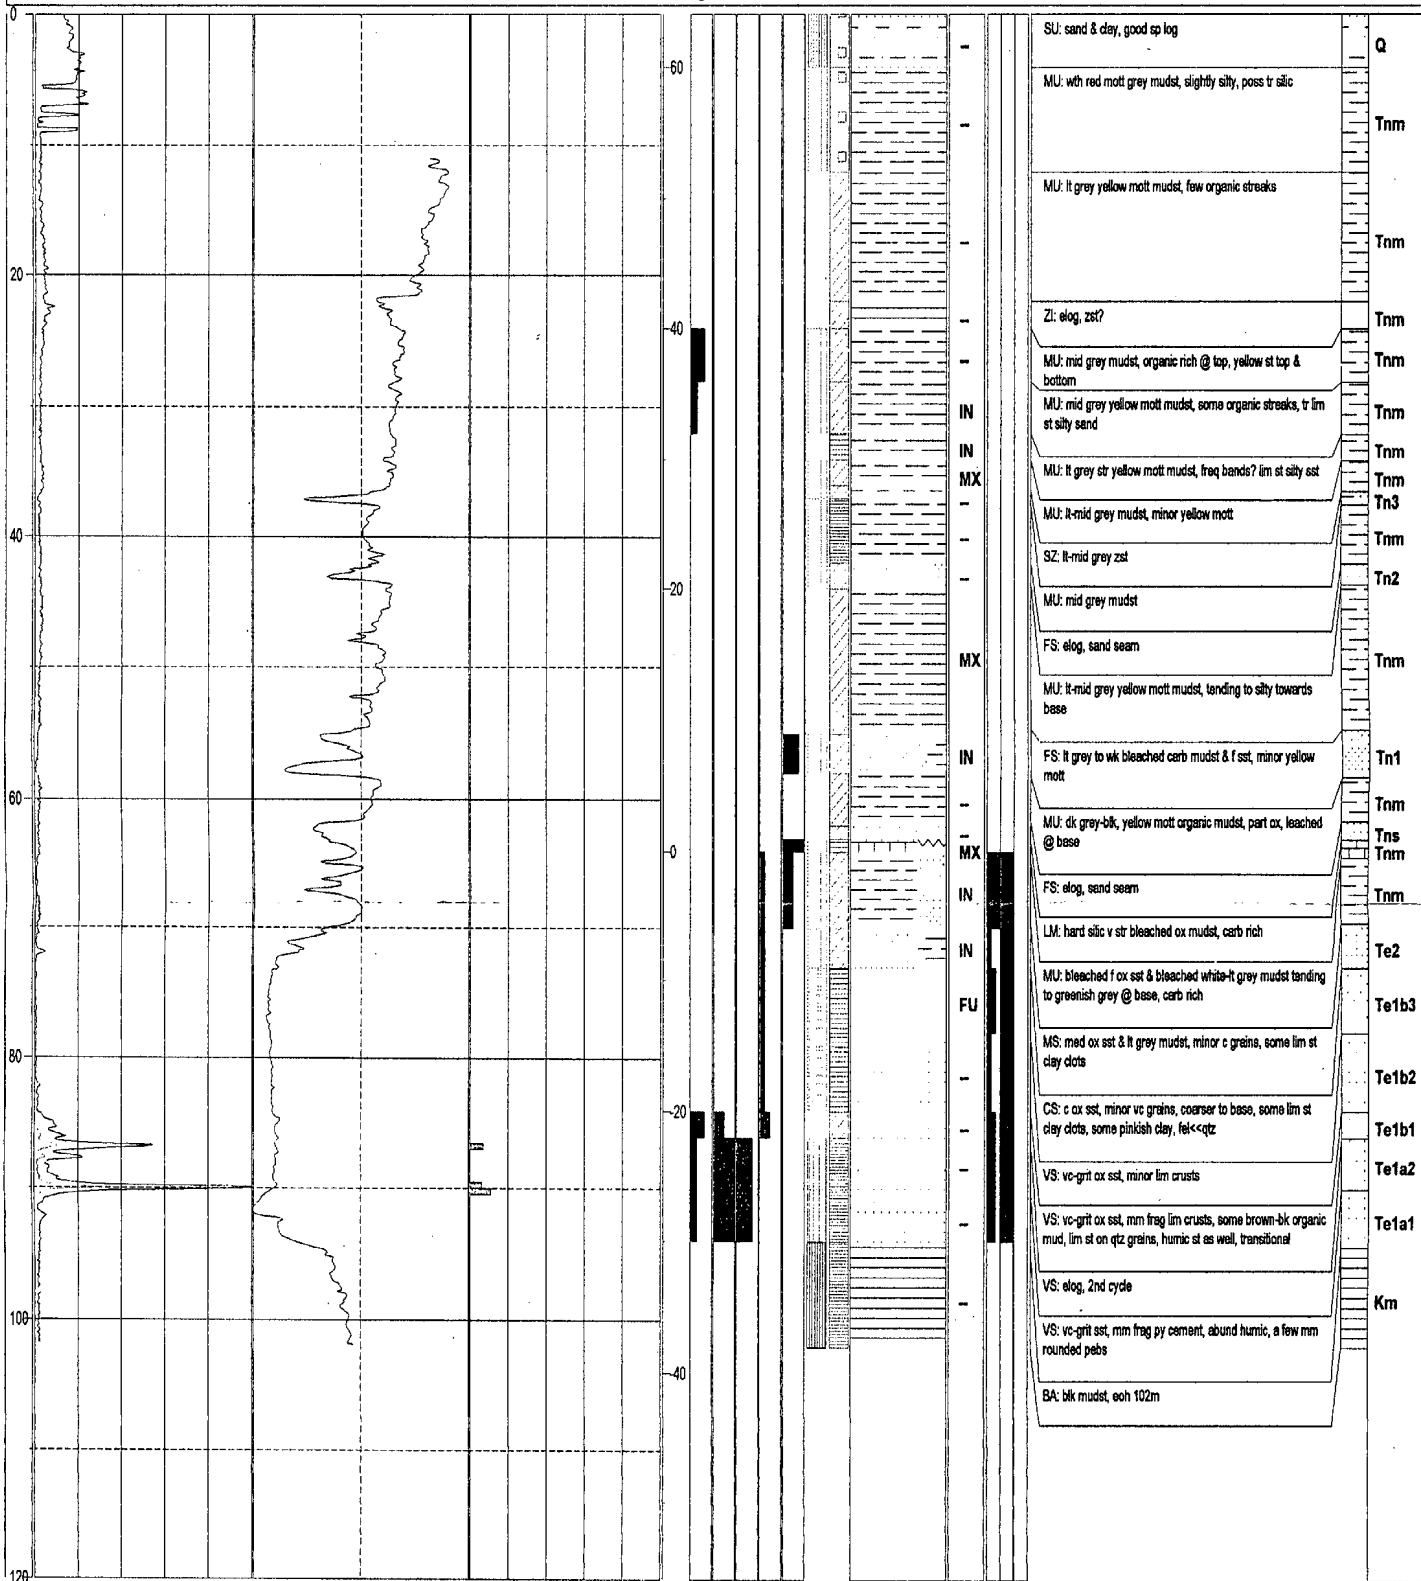 0
20
40
60
80
100
120
60
40
20
0
-20
-40
-
-
-
-
-
IN
IN
MX
-
-
-
MX
IN
-
-
MX
IN
IN
FU
-
-
-
-
-
SU: sand & clay, good sp log
MU: wth red mott grey mudst, slightly silty, poss tr silic
MU: lt grey yellow mott mudst, few organic streaks
ZI: elog, zst?
MU: mid grey mudst, organic rich @ top, yellow st top &
bottom
MU: mid grey yellow mott mudst, some organic streaks, tr lim
st silty sand
MU: lt grey str yellow mott mudst, freq bands? lim st silty sst
MU: lt-mid grey mudst, minor yellow mott
SZ: lt-mid grey zst
MU: mid grey mudst
FS: elog, sand seam
MU: lt-mid grey yellow mott mudst, tending to silty towards
base
FS: lt grey to wk bleached carb mudst & f sst, minor yellow
mott
MU: dk grey-blk, yellow mott organic mudst, part ox, leached
@ base
FS: elog, sand seam
LM: hard silic v str bleached ox mudst, carb rich
MU: bleached f ox sst & bleached white-lt grey mudst tending
to greenish grey @ base, carb rich
MS: med ox sst & lt grey mudst, minor c grains, some lim st
clay clots
CS: c ox sst, minor vc grains, coarser to base, some lim st
clay clots, some pinkish clay, fel<<qtz
VS: vc-grit ox sst, minor lim crusts
VS: vc-grit ox sst, mm frag lim crusts, some brown-bk organic
mud, lim st on qtz grains, humic st as well, transitional
VS: elog, 2nd cycle
VS: vc-grit sst, mm frag py cement, abund humic, a few mm
rounded pebs
BA: blk mudst, eoh 102m
Q
Tnm
Tnm
Tnm
Tnm
Tnm
Tnm
Tnm
Tn3
Tnm
Tn2
Tnm
Tn1
Tnm
Tns
Tnm
Tnm
Te2
Te1b3
Te1b2
Te1b1
Te1a2
Te1a1
Km